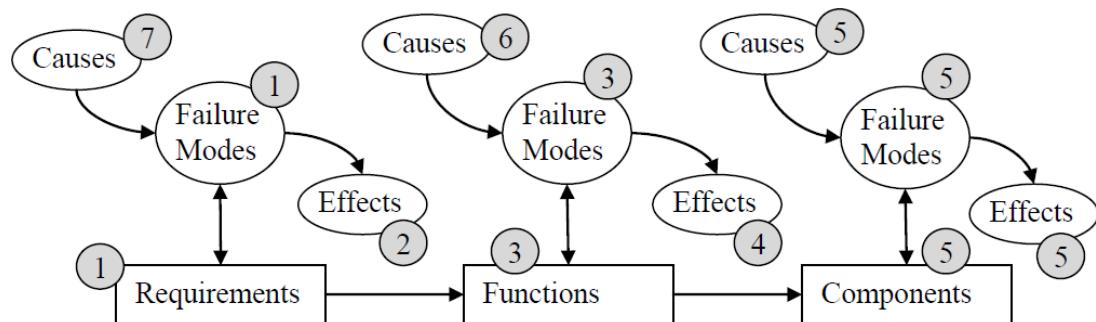 Causes 7
Failure Modes 1
Effects 2
1 Requirements
Causes 6
Failure Modes 3
Effects 4
3 Functions
Causes 5
Failure Modes 5
Effects 5
5 Components